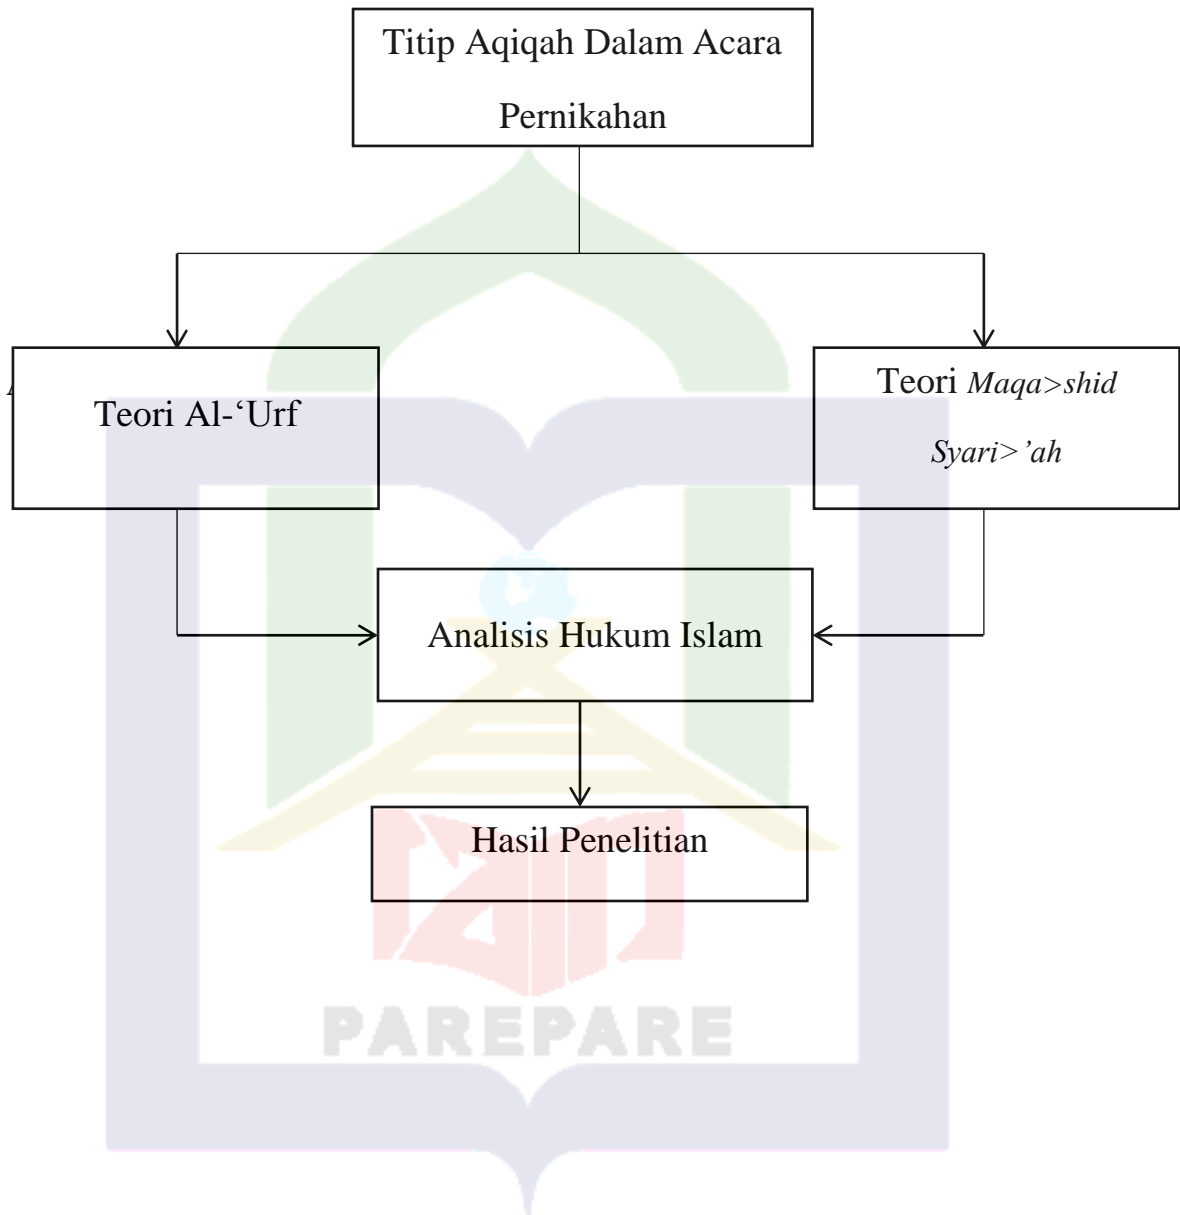 Titip Aqiqah Dalam Acara
Pernikahan
Teori Al-‘Urf
Teori Maqa>shid
Syari>’ah
Analisis Hukum Islam
Hasil Penelitian
PAREPARE